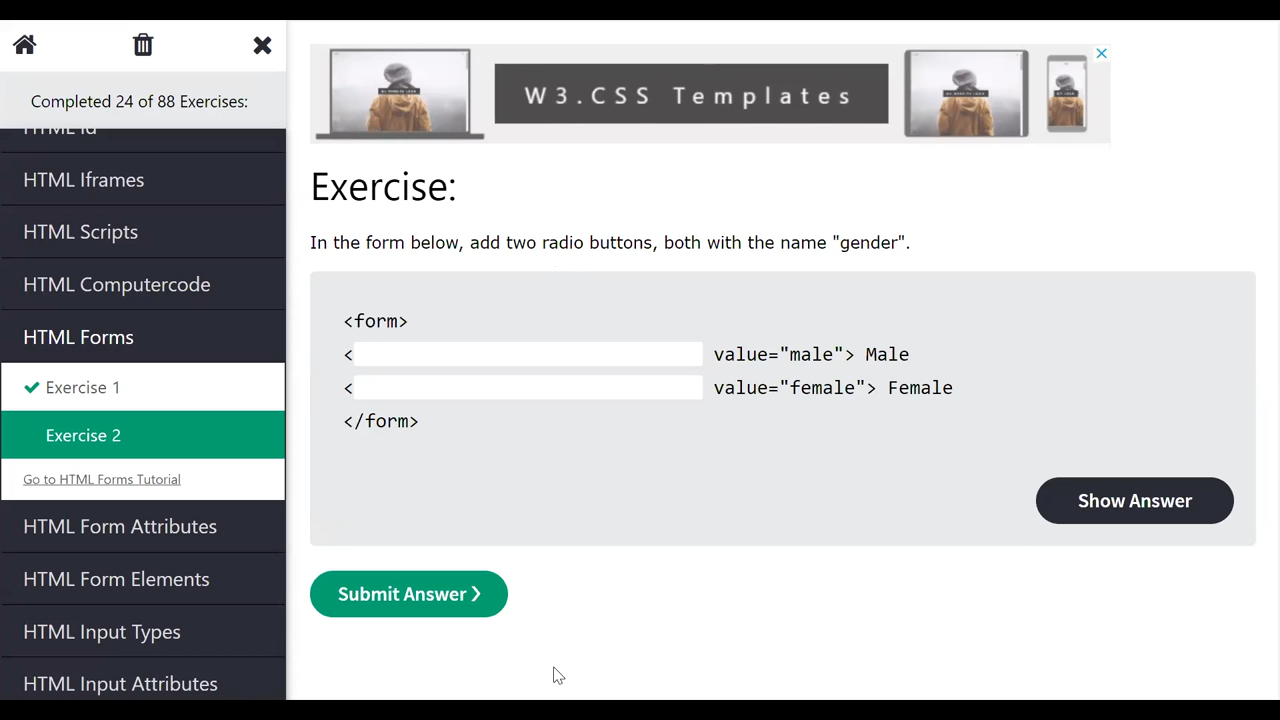 Completed 24 of 88 Exercises:
HTML Id
HTML Iframes
HTML Scripts
HTML Computercode
HTML Forms
Exercise 1
Exercise 2
Go to HTML Forms Tutorial
HTML Form Attributes
HTML Form Elements
HTML Input Types
HTML Input Attributes
W3.CSS Templates
Exercise:
In the form below, add two radio buttons, both with the name "gender".
<form>
< value="male"> Male
< value="female"> Female
</form>
Show Answer
Submit Answer ❯